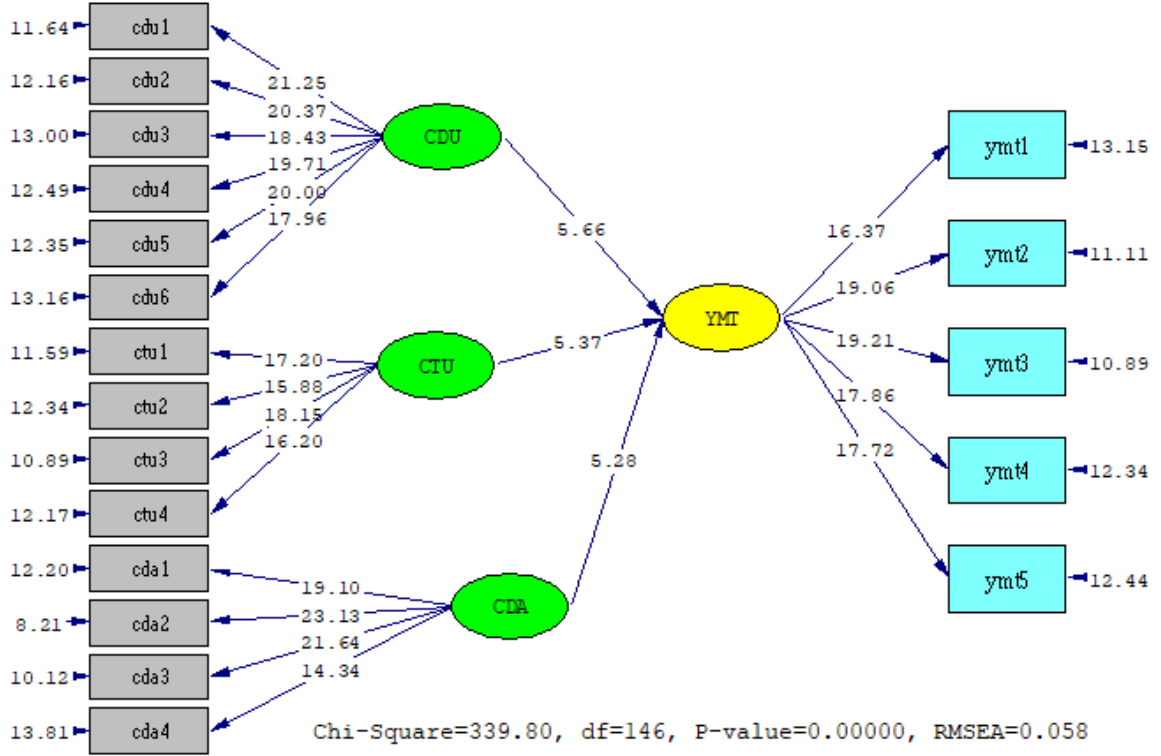 11.64 cdu1
12.16 cdu2
13.00 cdu3
12.49 cdu4
12.35 cdu5
13.16 cdu6
11.59 ctu1
12.34 ctu2
10.89 ctu3
12.17 ctu4
12.20 cda1
8.21 cda2
10.12 cda3
13.81 cda4
21.25
20.37
18.43
19.71
20.00
17.96
17.20
15.88
18.15
16.20
19.10
23.13
21.64
14.34
CDU
CTU
CDA
5.66
5.37
5.28
YMT
16.37
19.06
19.21
17.86
17.72
ymt1 13.15
ymt2 11.11
ymt3 10.89
ymt4 12.34
ymt5 12.44
Chi-Square=339.80, df=146, P-value=0.00000, RMSEA=0.058